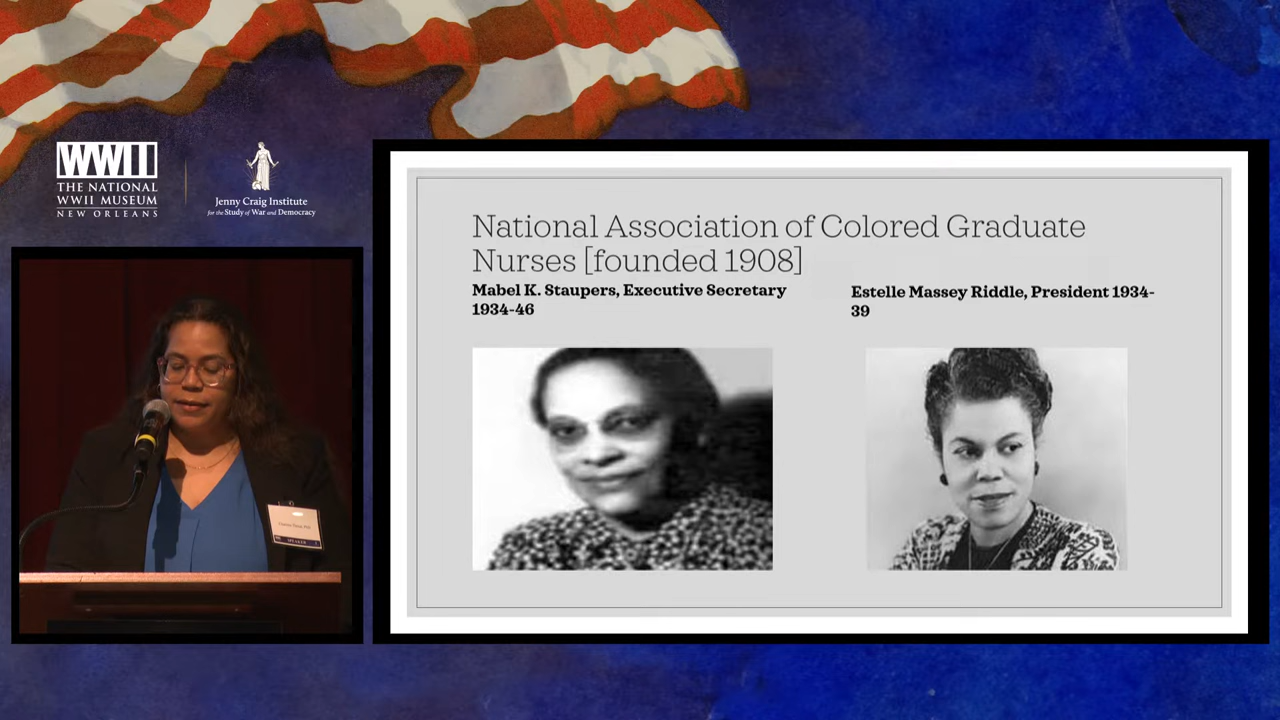 WWII
THE NATIONAL
WWII MUSEUM
NEW ORLEANS
Jenny Craig Institute
for the Study of War and Democracy
National Association of Colored Graduate
Nurses [founded 1908]
Mabel K. Staupers, Executive Secretary
1934-46
Estelle Massey Riddle, President 1934-
39
SPEAKER